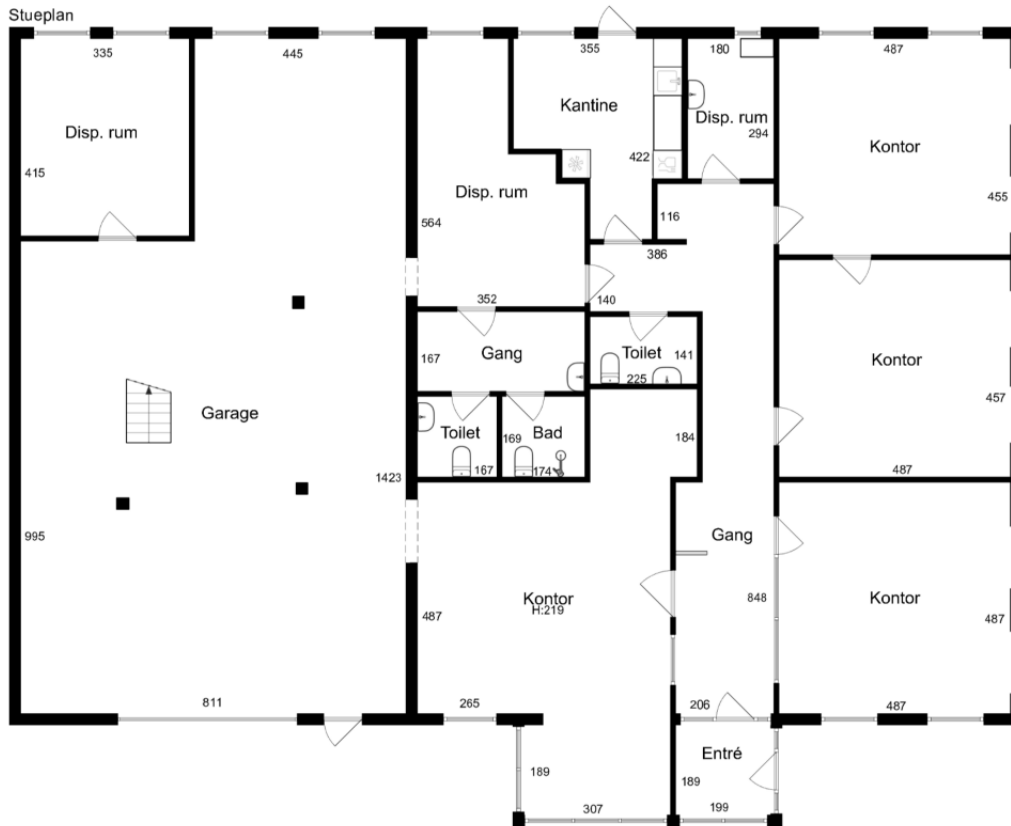 Stueplan
335
445
355
180
487
Disp. rum
Kantine
Disp. rum
294
Kontor
415
422
455
Disp. rum
564
116
386
352
140
Gang
167
Toilet
141
225
Kontor
457
487
Garage
Toilet
167
169
Bad
174
184
1423
995
Gang
Kontor
H:219
487
848
Kontor
487
811
265
206
487
Entré
189
189
307
199